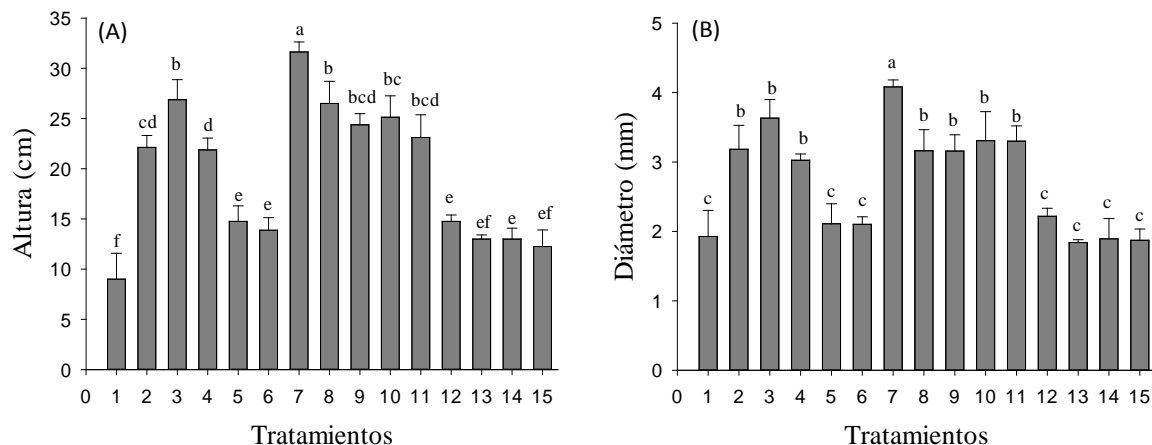 (A)
Altura (cm)
35
30
25
20
15
10
5
0
f
cd
b
d
e
e
a
b
bcd
bc
bcd
e
ef
e
ef
0 1 2 3 4 5 6 7 8 9 10 11 12 13 14 15
Tratamientos
(B)
Diámetro (mm)
5
4
3
2
1
0
c
b
b
b
c
c
a
b
b
b
b
c
c
c
c
0 1 2 3 4 5 6 7 8 9 10 11 12 13 14 15
Tratamientos